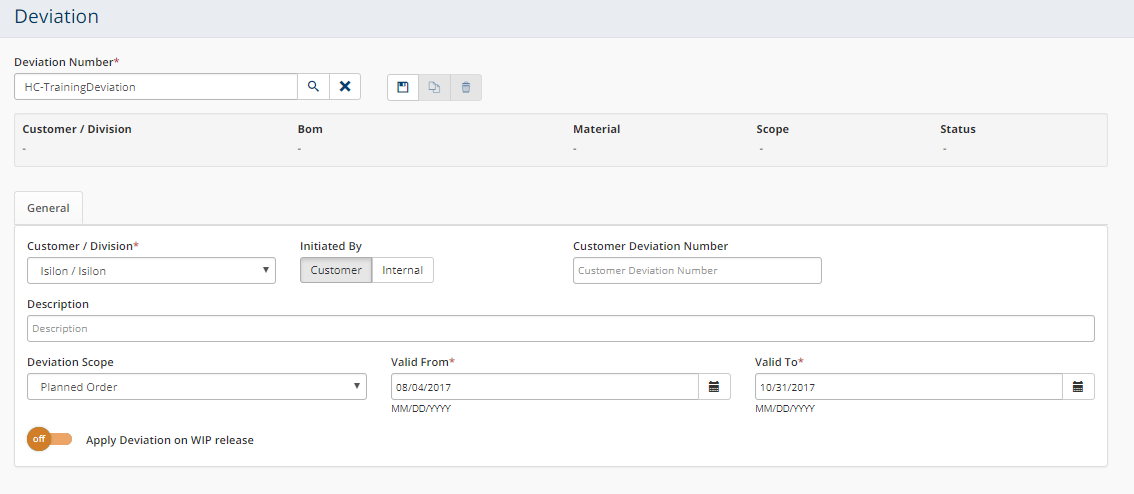 Deviation
Deviation Number*
HC-TrainingDeviation
Customer / Division Bom Material Scope Status
- - - - -
General
Customer / Division* Initiated By Customer Deviation Number
Isilon / Isilon Customer Internal Customer Deviation Number
Description
Description
Deviation Scope Valid From* Valid To*
Planned Order 08/04/2017 10/31/2017
MM/DD/YYYY MM/DD/YYYY
off Apply Deviation on WIP release